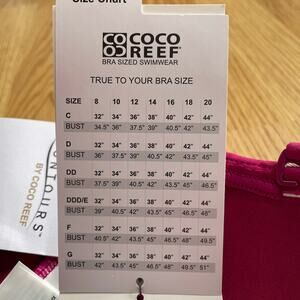 Size Chart
COCO
REEF
BRA SIZED SWIMWEAR
TRUE TO YOUR BRA SIZE
SIZE 8 10 12 14 16 18 20
C 32" 34" 36" 38" 40" 42" 44"
BUST 34.5" 36" 37.5" 39" 40.5" 42" 43.5"
D 32" 34" 36" 38" 40" 42" 44"
BUST 36" 37.5" 39" 40.5" 42" 43.5" 45"
DD 32" 34" 36" 38" 40" 42" 44"
BUST 37.5" 39" 40.5" 42" 43.5" 45" 46.5"
DDD/E 32" 34" 36" 38" 40" 42" 44"
BUST 39" 40.5" 42" 43.5" 45" 46.5" 48"
F 32" 34" 36" 38" 40" 42" 44"
BUST 40.5" 42" 43.5" 45" 46.5" 48" 49.5"
G 32" 34" 36" 38" 40" 42" 44"
BUST 42" 43.5" 45" 46.5" 48" 49.5" 51"
NTOURS™
BY COCO REEF